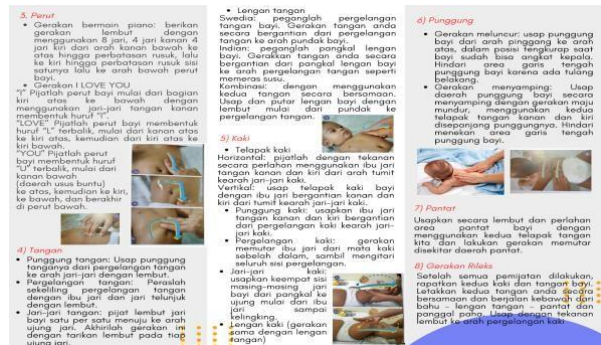 3. Perut
• Gerakan bermain piano: berikan
gerakan lembut dengan
menggunakan 8 jari, 4 jari kanan 4
jari kiri dan arah kanan bawah ke
atas hingga perbatasan rusuk, lalu
ke kiri hingga perbatasan rusuk sisi
satunya lalu ke arah bawah perut
bayi.
• Gerakan I LOVE YOU
"I" Pijatlah perut bayi mulai dari bagian
kiri atas ke bawah dengan
menggunakan jari-jari tangan kanan
membentuk huruf "I".
"LOVE" Pijatlah perut bayi membentuk
huruf "L" terbalik, mulai dari kanan atas
ke kiri atas, kemudian dari kiri atas ke
kiri bawah.
"YOU" Pijatlah perut
bayi membentuk huruf
"U" terbalik, mulai dari
kanan bawah
(daerah usus buntu)
ke atas, kemudian ke kiri,
ke bawah, dan berakhir
di perut bawah.
4) Tangan
• Punggung tangan: Usap punggung
tanganya dari pergelangan tangan
ke arah jari-jari dengan lembut.
• Pergelangan tangan: Peraslah
sekeliling pergelangan tangan
dengan ibu jari dan jari telunjuk
dengan lembut.
• Jari-jari tangan: pijat lembut jari
bayi satu per satu menuju ke arah
ujung jari. Akhirilah gerakan ini
dengan tarikan lembut pada tiap
ujung jari.
• Lengan tangan
Swedia: peganglah pergelangan
tangan bayi. Gerakan tangan anda
secara bergantian dari pergelangan
tangan ke arah pundak bayi.
Indian: peganglah pangkal lengan
bayi. Gerakkan tangan anda secara
bergantian dari pangkal lengan bayi
ke arah pergelangan tangan seperti
memeras susu.
Kombinasi: dengan menggunakan
kedua tangan secara bersamaan.
Usap dan putar lengan bayi dengan
lembut mulai dari pundak ke
pergelangan tangan.
5) Kaki
• Telapak kaki
Horizontal: pijatlah dengan tekanan
secara perlahan menggunakan ibu jari
tangan kanan dan kiri dari arah tumit
kearah jari-jari kaki.
Vertikal: usap telapak kaki bayi
dengan ibu jari bergantian kanan dan
kiri dari tumit kearah jari-jari kaki.
• Punggung kaki: usapkan ibu jari
tangan kanan dan kiri bergantian
dari pergelangan kaki kearah jari-
jari kaki.
• Pergelangan kaki: gerakan
memutar ibu jari dari mata kaki
sebelah dalam, sambil mengitari
seluruh sisi pergelangan.
• Jari-jari kaki:
usapkan keempat sisi
masing-masing jari
bayi dari pangkal ke
ujung mulai dari ibu
jari sampai
kelingking.
• Lengan kaki (gerakan
sama dengan lengan
tangan)
6) Punggung
• Gerakan meluncur: usap punggung
bayi dari arah pinggang ke arah
atas, dalam posisi tengkurap saat
bayi sudah bisa angkat kepala.
Hindari area garis tengah
punggung bayi karena ada tulang
belakang.
• Gerakan menyamping: Usap
daerah punggung bayi secara
menyamping dengan gerakan maju
mundur, menggunakan kedua
telapak tangan kanan dan kiri
disepanjang punggungnya. Hindari
menekan area garis tengah
punggung bayi.
7) Pantat
Usapkan secara lembut dan perlahan
area pantat bayi dengan
menggunakan kedua telapak tangan
kita dan lakukan gerakan memutar
disekitar daerah pantat.
8) Gerakan Rileks
Setelah semua pemijatan dilakukan,
rapatkan kedua kaki dan tangan bayi.
Letakkan kedua tangan anda secara
bersamaan dan berjalan kebawah dari
bahu – lengan tangan – pantat dan
panggal paha. Usap dengan tekanan
lembut ke arah pergelangan kaki